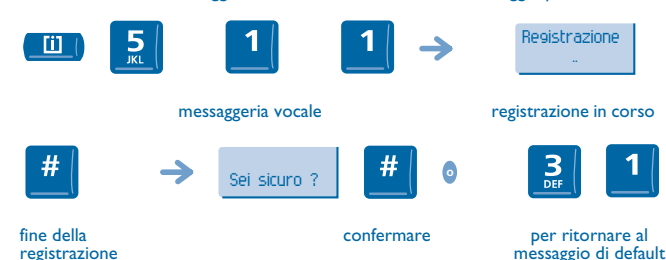 [i] 5 JKL 1 1 Registrazione
..
messaggeria vocale registrazione in corso
# Sei sicuro ? # o 3 DEF 1
fine della registrazione confermare per ritornare al messaggio di default